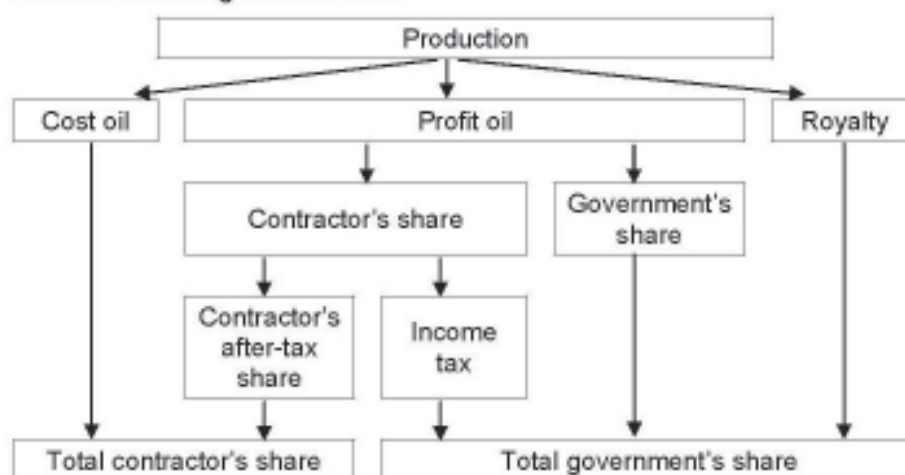 Production
Cost oil
Profit oil
Royalty
Contractor's share
Government's
share
Contractor's
after-tax
share
Income
tax
Total contractor's share
Total government's share